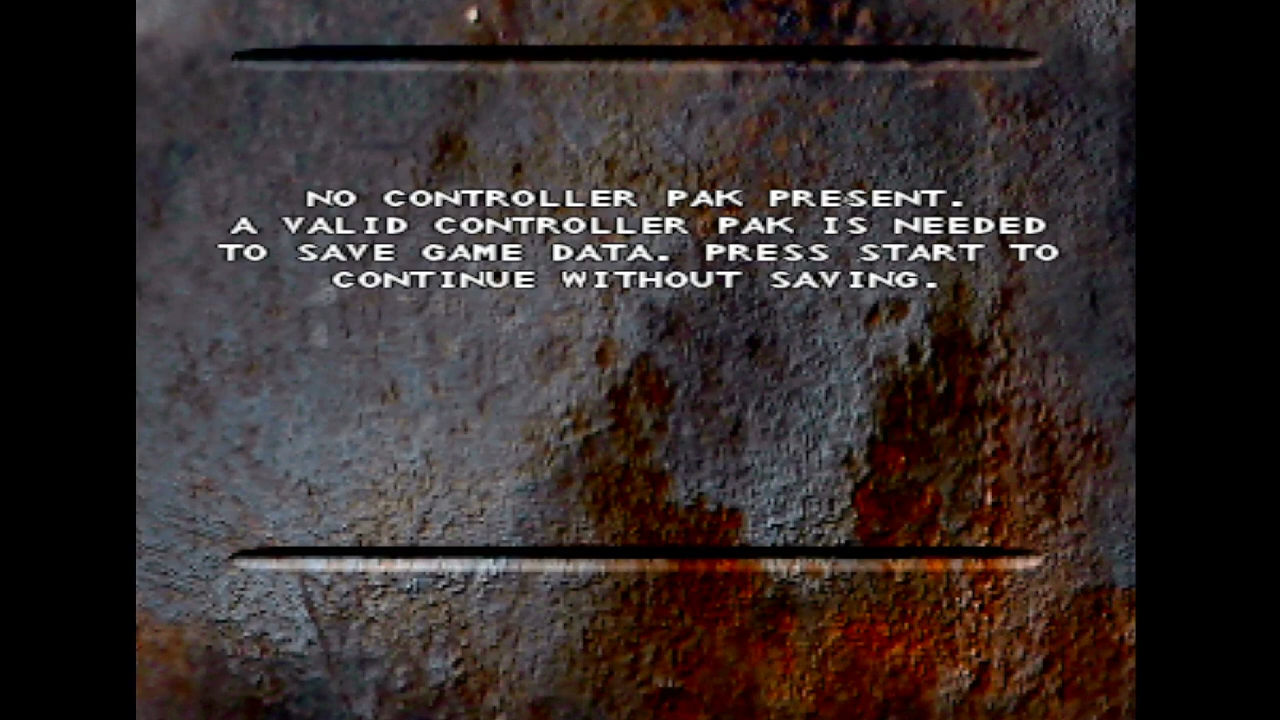 NO CONTROLLER PAK PRESENT.
A VALID CONTROLLER PAK IS NEEDED
TO SAVE GAME DATA. PRESS START TO
CONTINUE WITHOUT SAVING.